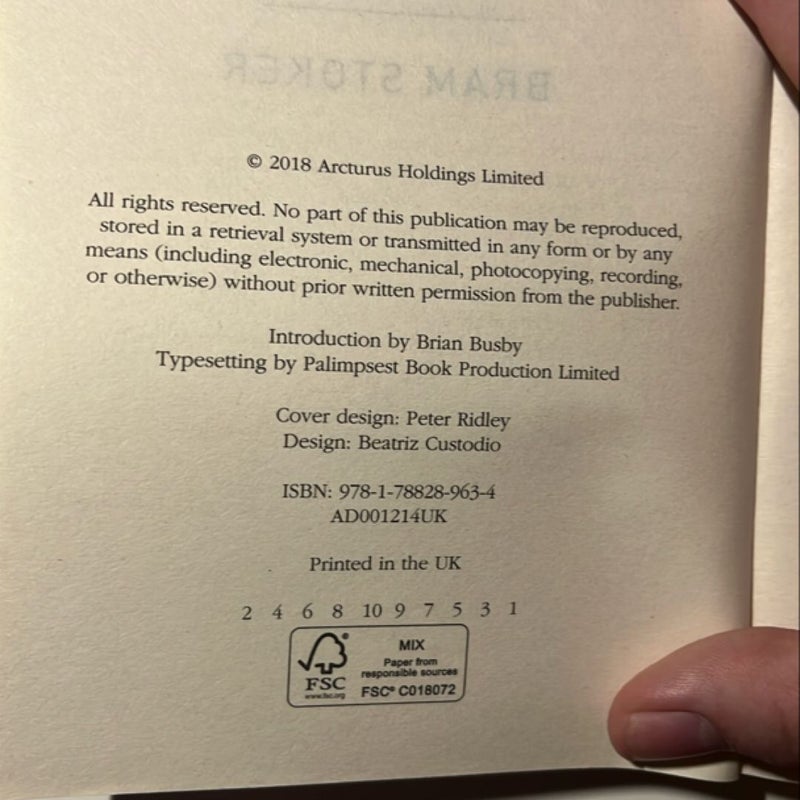 BRAM STOKER
© 2018 Arcturus Holdings Limited
All rights reserved. No part of this publication may be reproduced,
stored in a retrieval system or transmitted in any form or by any
means (including electronic, mechanical, photocopying, recording,
or otherwise) without prior written permission from the publisher.
Introduction by Brian Busby
Typesetting by Palimpsest Book Production Limited
Cover design: Peter Ridley
Design: Beatriz Custodio
ISBN: 978-1-78828-963-4
AD001214UK
Printed in the UK
2 4 6 8 10 9 7 5 3 1
FSC®
www.fsc.org
MIX
Paper from
responsible sources
FSC® C018072